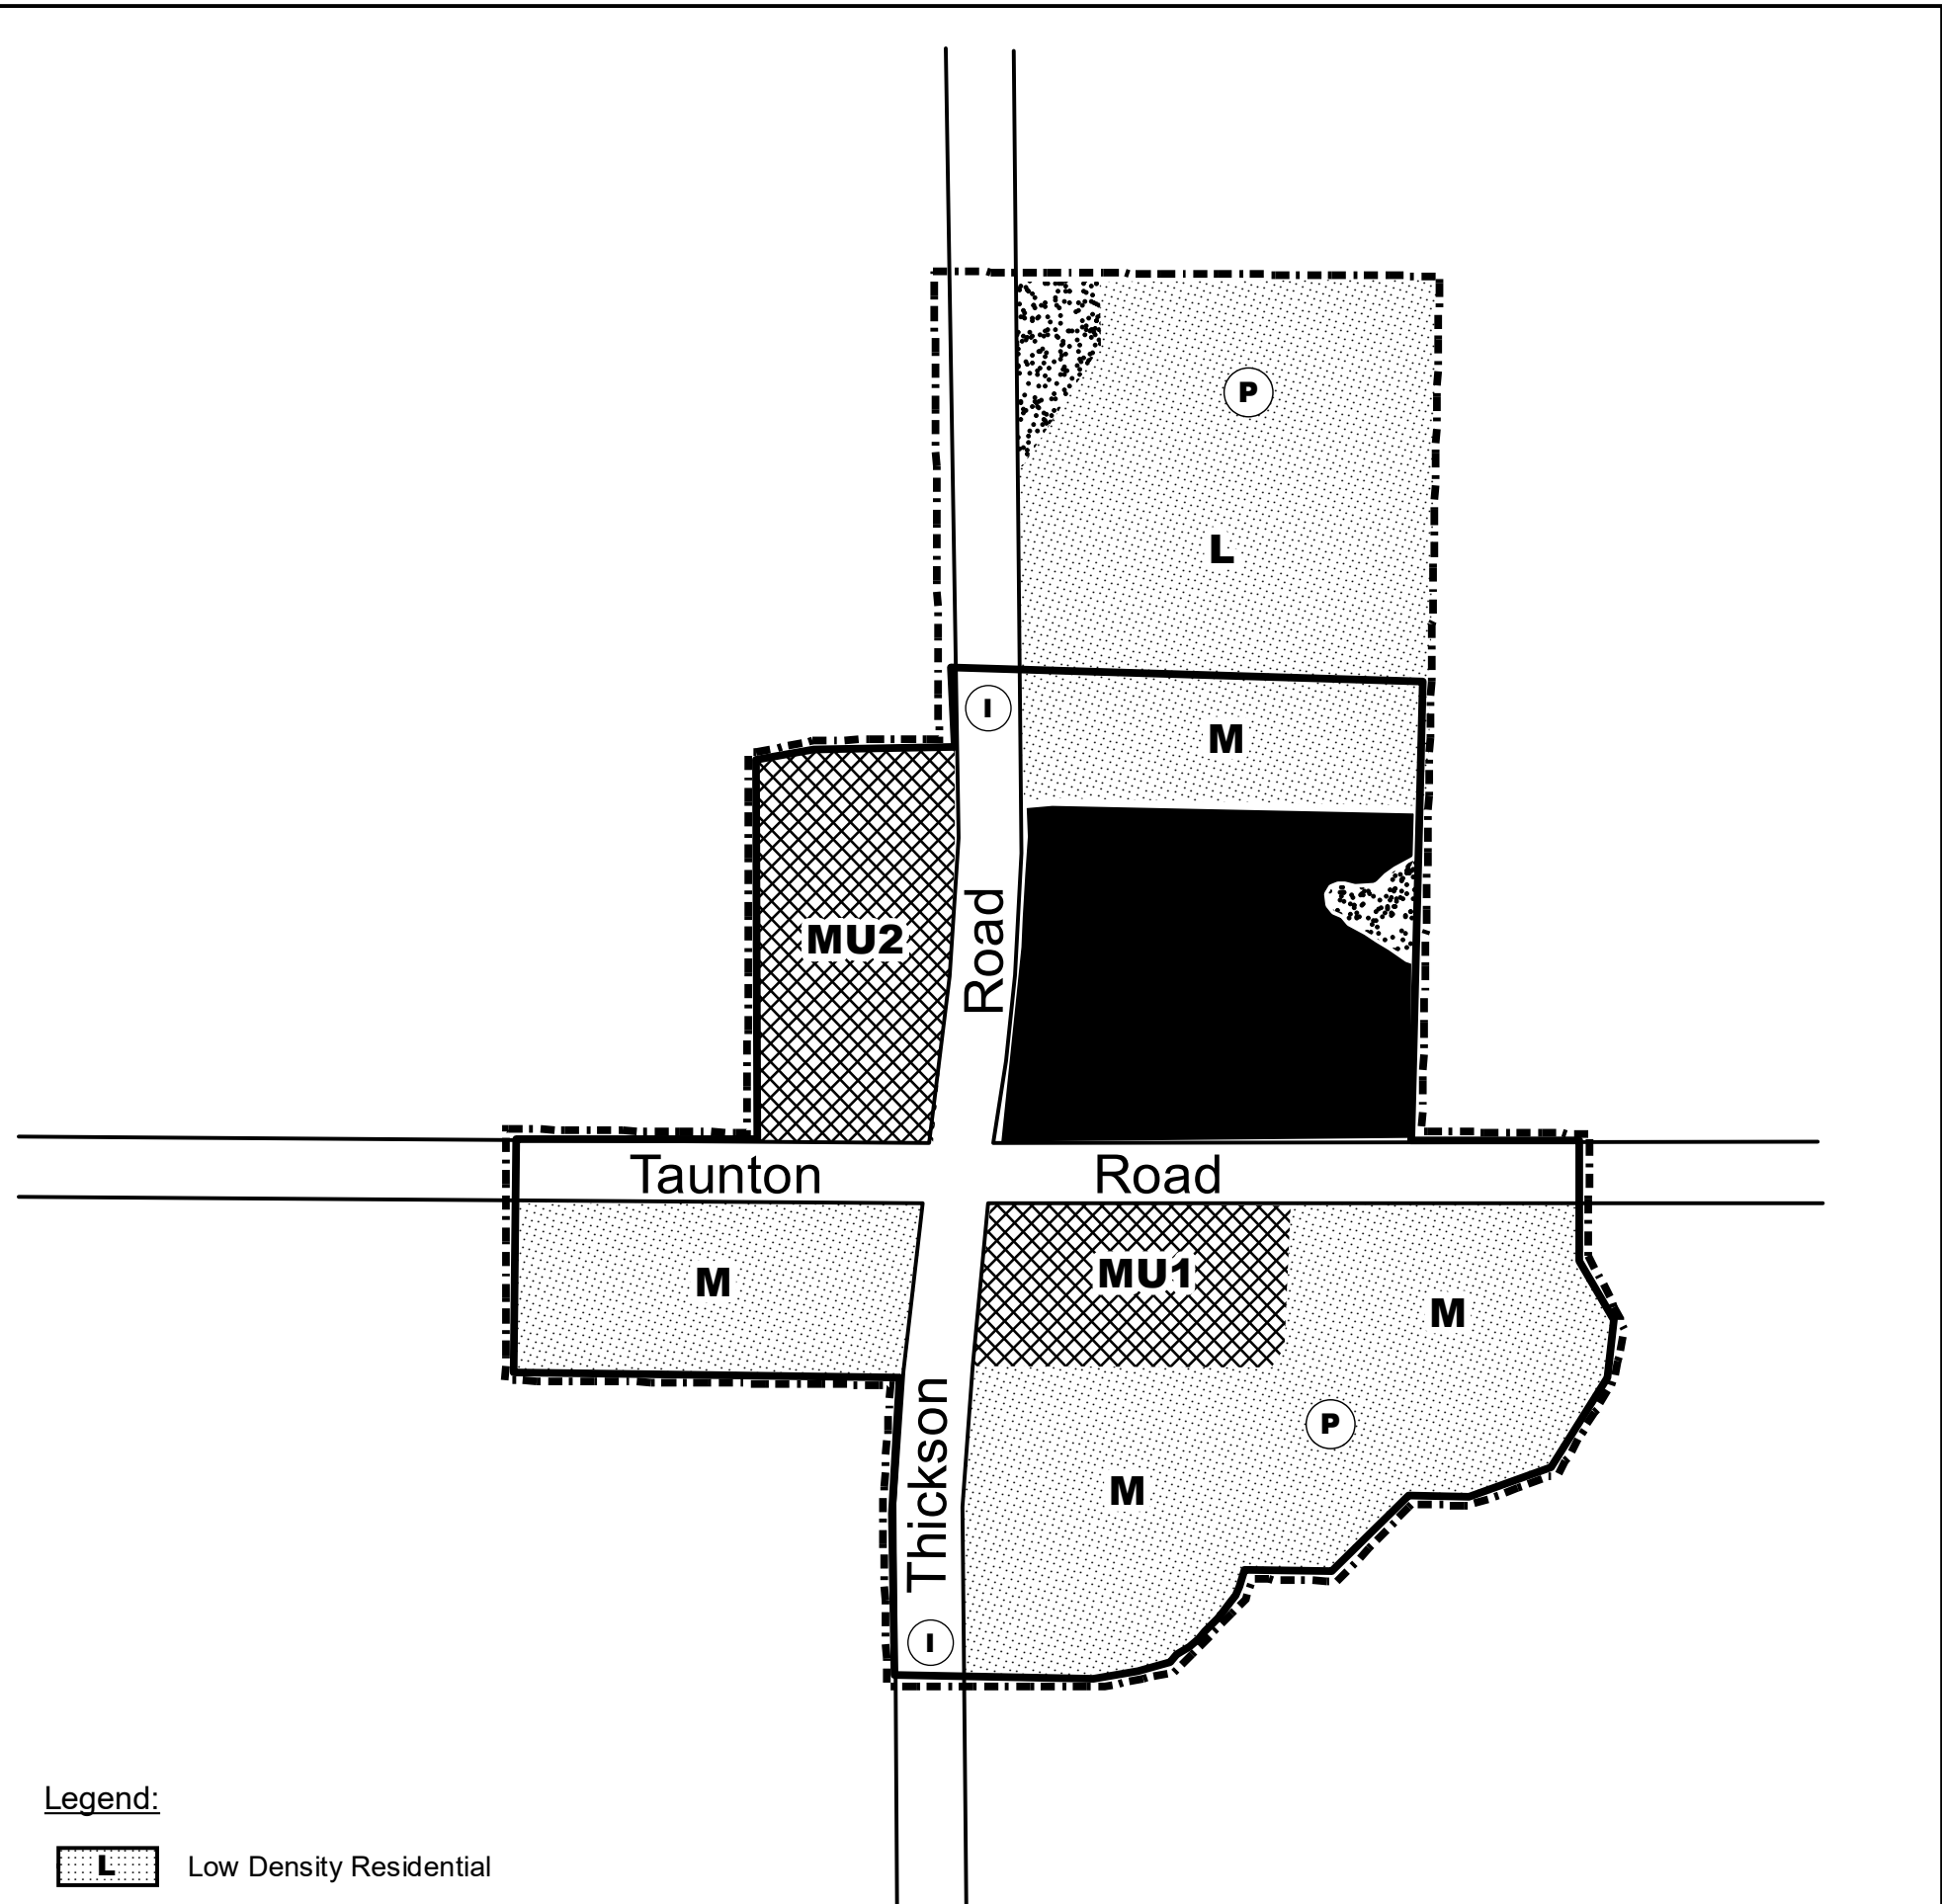 P
L
I
M
MU2
Road
Taunton Road
M
MU1
M
P
M
Thickson
I
Legend:
L Low Density Residential